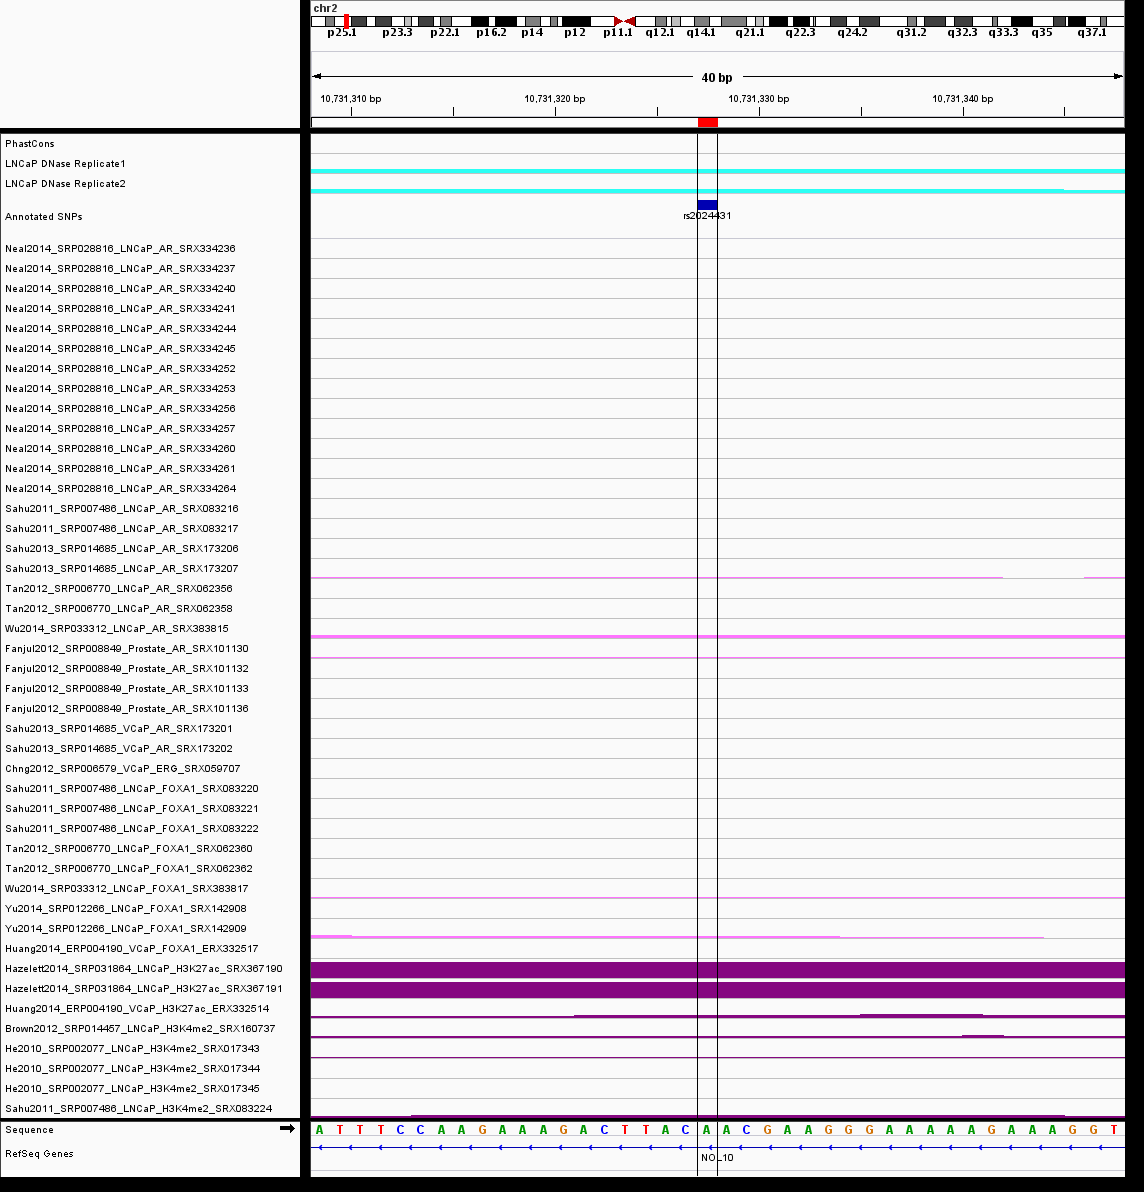 chr2
p25.1 p23.3 p22.1 p16.2 p14 p12 p11.1 q12.1 q14.1 q21.1 q22.3 q24.2 q31.2 q32.3 q33.3 q35 q37.1
40 bp
10,731,310 bp 10,731,320 bp 10,731,330 bp 10,731,340 bp
PhastCons
LNCaP DNase Replicate1
LNCaP DNase Replicate2
Annotated SNPs rs2024431
Neal2014_SRP028816_LNCaP_AR_SRX334236
Neal2014_SRP028816_LNCaP_AR_SRX334237
Neal2014_SRP028816_LNCaP_AR_SRX334240
Neal2014_SRP028816_LNCaP_AR_SRX334241
Neal2014_SRP028816_LNCaP_AR_SRX334244
Neal2014_SRP028816_LNCaP_AR_SRX334245
Neal2014_SRP028816_LNCaP_AR_SRX334252
Neal2014_SRP028816_LNCaP_AR_SRX334253
Neal2014_SRP028816_LNCaP_AR_SRX334256
Neal2014_SRP028816_LNCaP_AR_SRX334257
Neal2014_SRP028816_LNCaP_AR_SRX334260
Neal2014_SRP028816_LNCaP_AR_SRX334261
Neal2014_SRP028816_LNCaP_AR_SRX334264
Sahu2011_SRP007486_LNCaP_AR_SRX083216
Sahu2011_SRP007486_LNCaP_AR_SRX083217
Sahu2013_SRP014685_LNCaP_AR_SRX173206
Sahu2013_SRP014685_LNCaP_AR_SRX173207
Tan2012_SRP006770_LNCaP_AR_SRX062356
Tan2012_SRP006770_LNCaP_AR_SRX062358
Wu2014_SRP033312_LNCaP_AR_SRX383815
Fanjul2012_SRP008849_Prostate_AR_SRX101130
Fanjul2012_SRP008849_Prostate_AR_SRX101132
Fanjul2012_SRP008849_Prostate_AR_SRX101133
Fanjul2012_SRP008849_Prostate_AR_SRX101136
Sahu2013_SRP014685_VCaP_AR_SRX173201
Sahu2013_SRP014685_VCaP_AR_SRX173202
Chng2012_SRP006579_VCaP_ERG_SRX059707
Sahu2011_SRP007486_LNCaP_FOXA1_SRX083220
Sahu2011_SRP007486_LNCaP_FOXA1_SRX083221
Sahu2011_SRP007486_LNCaP_FOXA1_SRX083222
Tan2012_SRP006770_LNCaP_FOXA1_SRX062360
Tan2012_SRP006770_LNCaP_FOXA1_SRX062362
Wu2014_SRP033312_LNCaP_FOXA1_SRX383817
Yu2014_SRP012266_LNCaP_FOXA1_SRX142908
Yu2014_SRP012266_LNCaP_FOXA1_SRX142909
Huang2014_ERP004190_VCaP_FOXA1_ERX332517
Hazelett2014_SRP031864_LNCaP_H3K27ac_SRX367190
Hazelett2014_SRP031864_LNCaP_H3K27ac_SRX367191
Huang2014_ERP004190_VCaP_H3K27ac_ERX332514
Brown2012_SRP014457_LNCaP_H3K4me2_SRX160737
He2010_SRP002077_LNCaP_H3K4me2_SRX017343
He2010_SRP002077_LNCaP_H3K4me2_SRX017344
He2010_SRP002077_LNCaP_H3K4me2_SRX017345
Sahu2011_SRP007486_LNCaP_H3K4me2_SRX083224
Sequence A T T T C C A A G A A A G A C T T A C A A C G A A G G G A A A A A G A A A G G T
RefSeq Genes NOL10